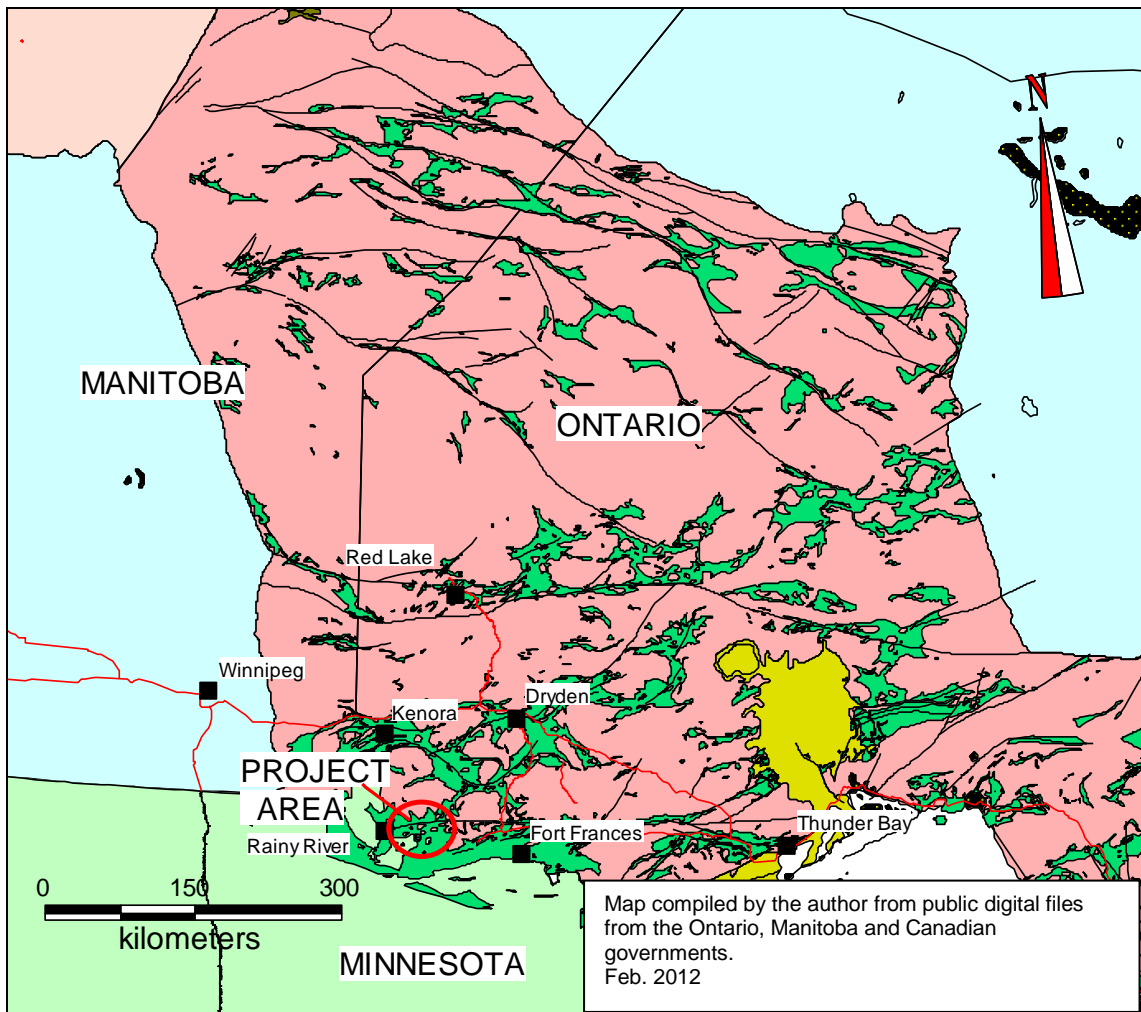 N
MANITOBA
ONTARIO
Red Lake
Winnipeg
Dryden
Kenora
PROJECT
AREA
Rainy River
Fort Frances
Thunder Bay
0 150 300
kilometers
MINNESOTA
Map compiled by the author from public digital files
from the Ontario, Manitoba and Canadian
governments.
Feb. 2012